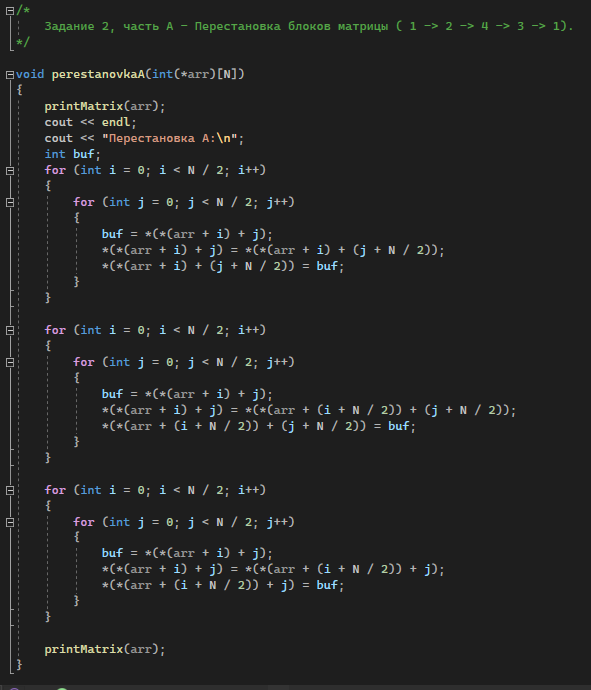 /*
    Задание 2, часть А - Перестановка блоков матрицы ( 1 -> 2 -> 4 -> 3 -> 1).
*/

void perestanovkaA(int(*arr)[N])
{
    printMatrix(arr);
    cout << endl;
    cout << "Перестановка А:\n";
    int buf;
    for (int i = 0; i < N / 2; i++)
    {
        for (int j = 0; j < N / 2; j++)
        {
            buf = *(*(arr + i) + j);
            *(*(arr + i) + j) = *(*(arr + i) + (j + N / 2));
            *(*(arr + i) + (j + N / 2)) = buf;
        }
    }

    for (int i = 0; i < N / 2; i++)
    {
        for (int j = 0; j < N / 2; j++)
        {
            buf = *(*(arr + i) + j);
            *(*(arr + i) + j) = *(*(arr + (i + N / 2)) + (j + N / 2));
            *(*(arr + (i + N / 2)) + (j + N / 2)) = buf;
        }
    }

    for (int i = 0; i < N / 2; i++)
    {
        for (int j = 0; j < N / 2; j++)
        {
            buf = *(*(arr + i) + j);
            *(*(arr + i) + j) = *(*(arr + (i + N / 2)) + j);
            *(*(arr + (i + N / 2)) + j) = buf;
        }
    }

    printMatrix(arr);
}